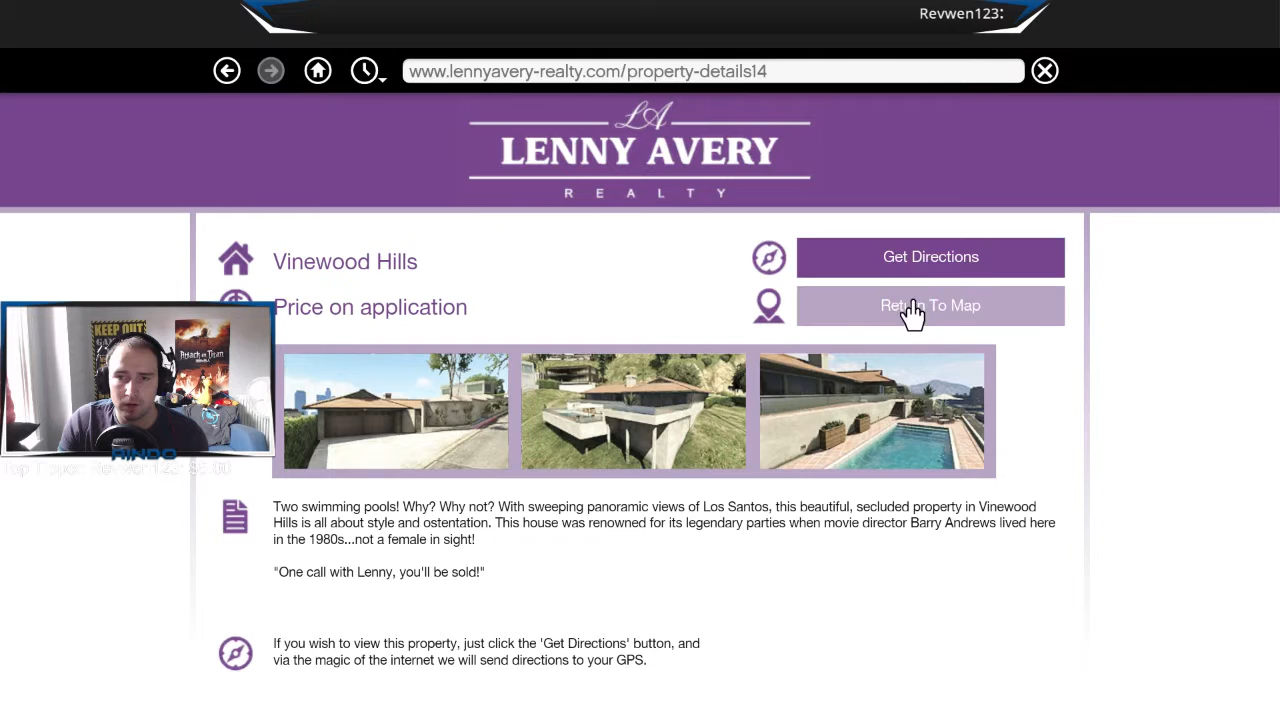 Revwen123:
www.lennyavery-realty.com/property-details14
LA
LENNY AVERY
REALTY
Vinewood Hills
Get Directions
Price on application
Return To Map
KEEP OUT
Attack on Titan
AIKDO
Two swimming pools! Why? Why not? With sweeping panoramic views of Los Santos, this beautiful, secluded property in Vinewood
Hills is all about style and ostentation. This house was renowned for its legendary parties when movie director Barry Andrews lived here
in the 1980s...not a female in sight!
"One call with Lenny, you'll be sold!"
If you wish to view this property, just click the 'Get Directions' button, and
via the magic of the internet we will send directions to your GPS.